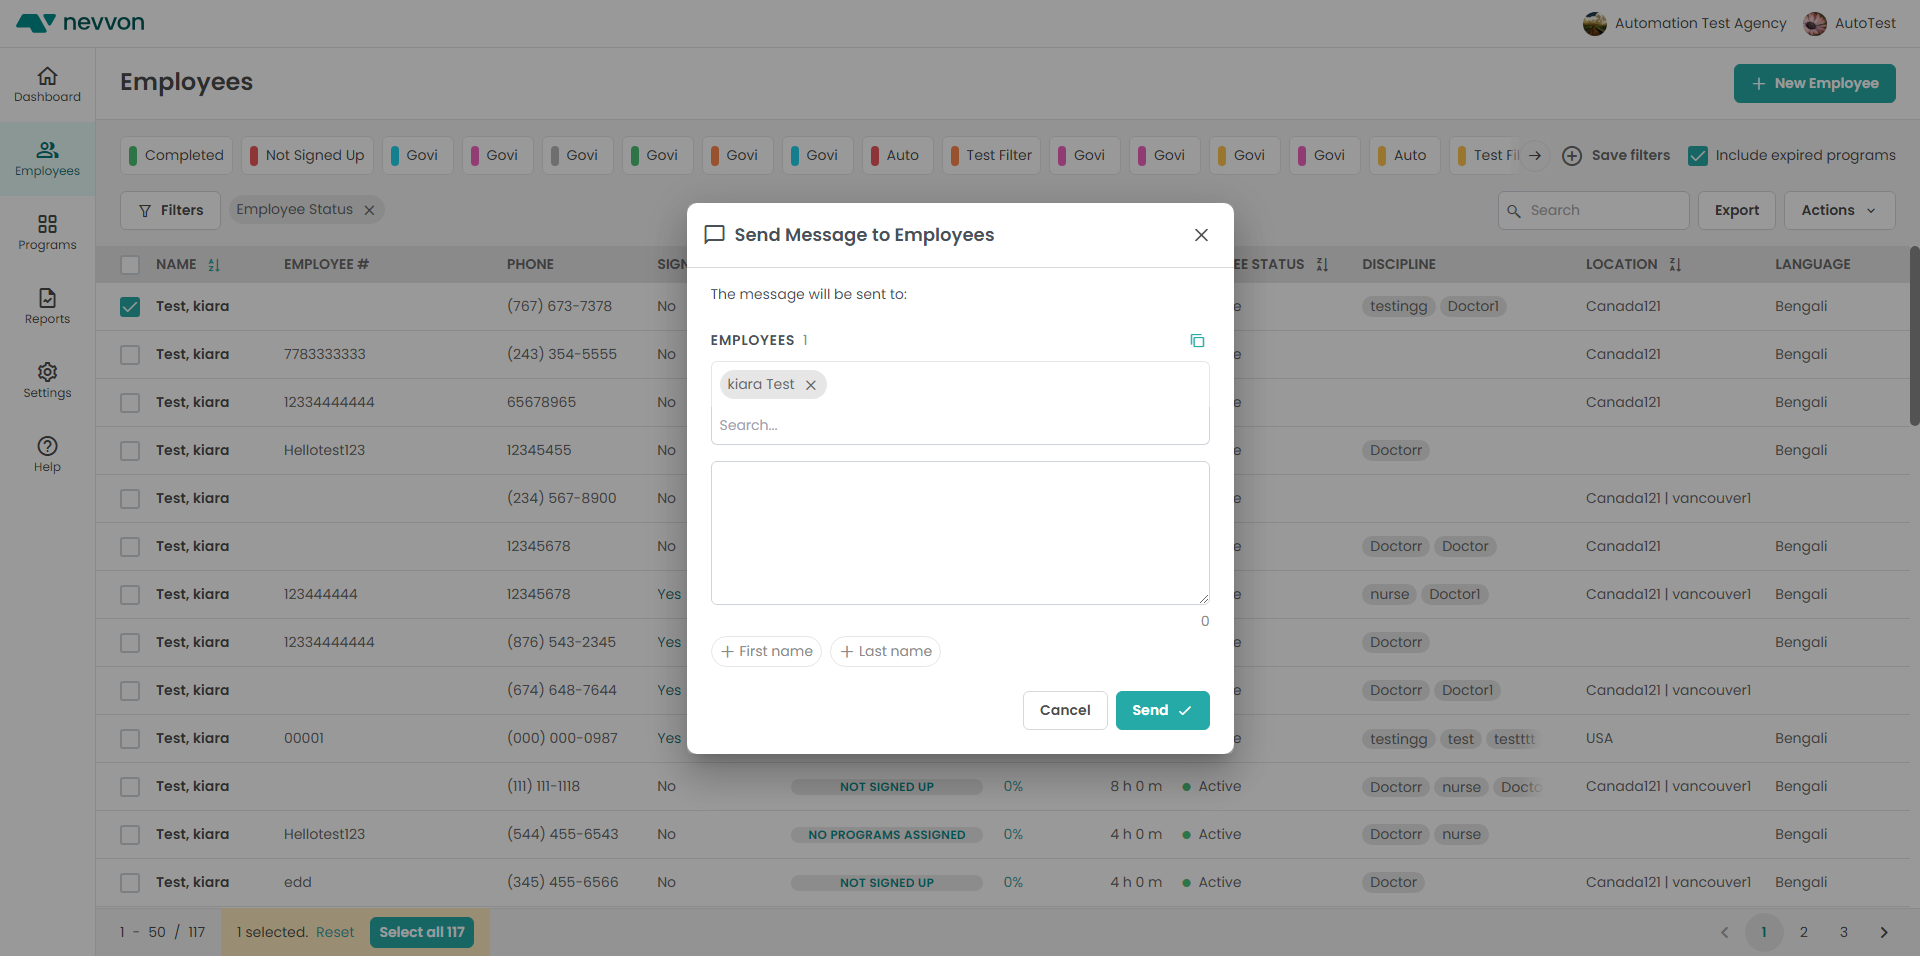 nevvon
Automation Test Agency
AutoTest
Dashboard
Employees
Programs
Reports
Settings
Help
Employees
New Employee
Completed
Not Signed Up
Govi
Govi
Govi
Govi
Govi
Govi
Auto
Test Filter
Govi
Govi
Govi
Govi
Auto
Test Fil
Save filters
Include expired programs
Filters
Employee Status
Search
Export
Actions
NAME EMPLOYEE # PHONE SIGN EE STATUS DISCIPLINE LOCATION LANGUAGE
Test, kiara (767) 673-7378 No e testingg Doctor1 Canada121 Bengali
Test, kiara 7783333333 (243) 354-5555 No e Canada121 Bengali
Test, kiara 12334444444 65678965 No e Canada121 Bengali
Test, kiara Hellotest123 12345455 No e Doctorr Bengali
Test, kiara (234) 567-8900 No e Canada121 | vancouver1
Test, kiara 12345678 No e Doctorr Doctor Canada121 Bengali
Test, kiara 123444444 12345678 Yes e nurse Doctor1 Canada121 | vancouver1 Bengali
Test, kiara 12334444444 (876) 543-2345 Yes e Doctorr Bengali
Test, kiara (674) 648-7644 Yes e Doctorr Doctor1 Canada121 | vancouver1 Bengali
Test, kiara 00001 (000) 000-0987 Yes e testingg test testttt USA Bengali
Test, kiara (111) 111-1118 No NOT SIGNED UP 0% 8 h 0 m Active Doctorr nurse Docto Canada121 | vancouver1 Bengali
Test, kiara Hellotest123 (544) 455-6543 No NO PROGRAMS ASSIGNED 0% 4 h 0 m Active Doctorr nurse Bengali
Test, kiara edd (345) 455-6566 No NOT SIGNED UP 0% 4 h 0 m Active Doctor Canada121 | vancouver1 Bengali
1 - 50 / 117
1 selected. Reset
Select all 117
1 2 3
Send Message to Employees
The message will be sent to:
EMPLOYEES 1
kiara Test
Search...
0
First name
Last name
Cancel
Send